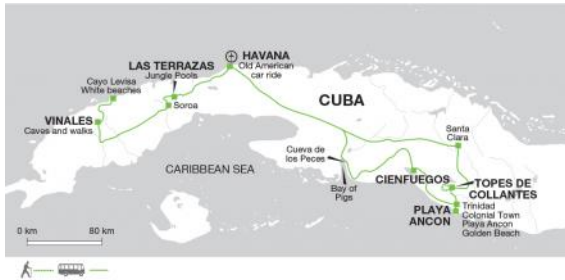 HAVANA
Old American
car ride
LAS TERRAZAS
Jungle Pools
Cayo Levisa
White beaches
Soroa
VINALES
Caves and walks
CUBA
Santa
Clara
Cueva de
los Peces
CARIBBEAN SEA
Bay of
Pigs
CIENFUEGOS
TOPES DE
COLLANTES
PLAYA
ANCON
Trinidad
Colonial Town
Playa Ancon
Golden Beach
0 km
80 km